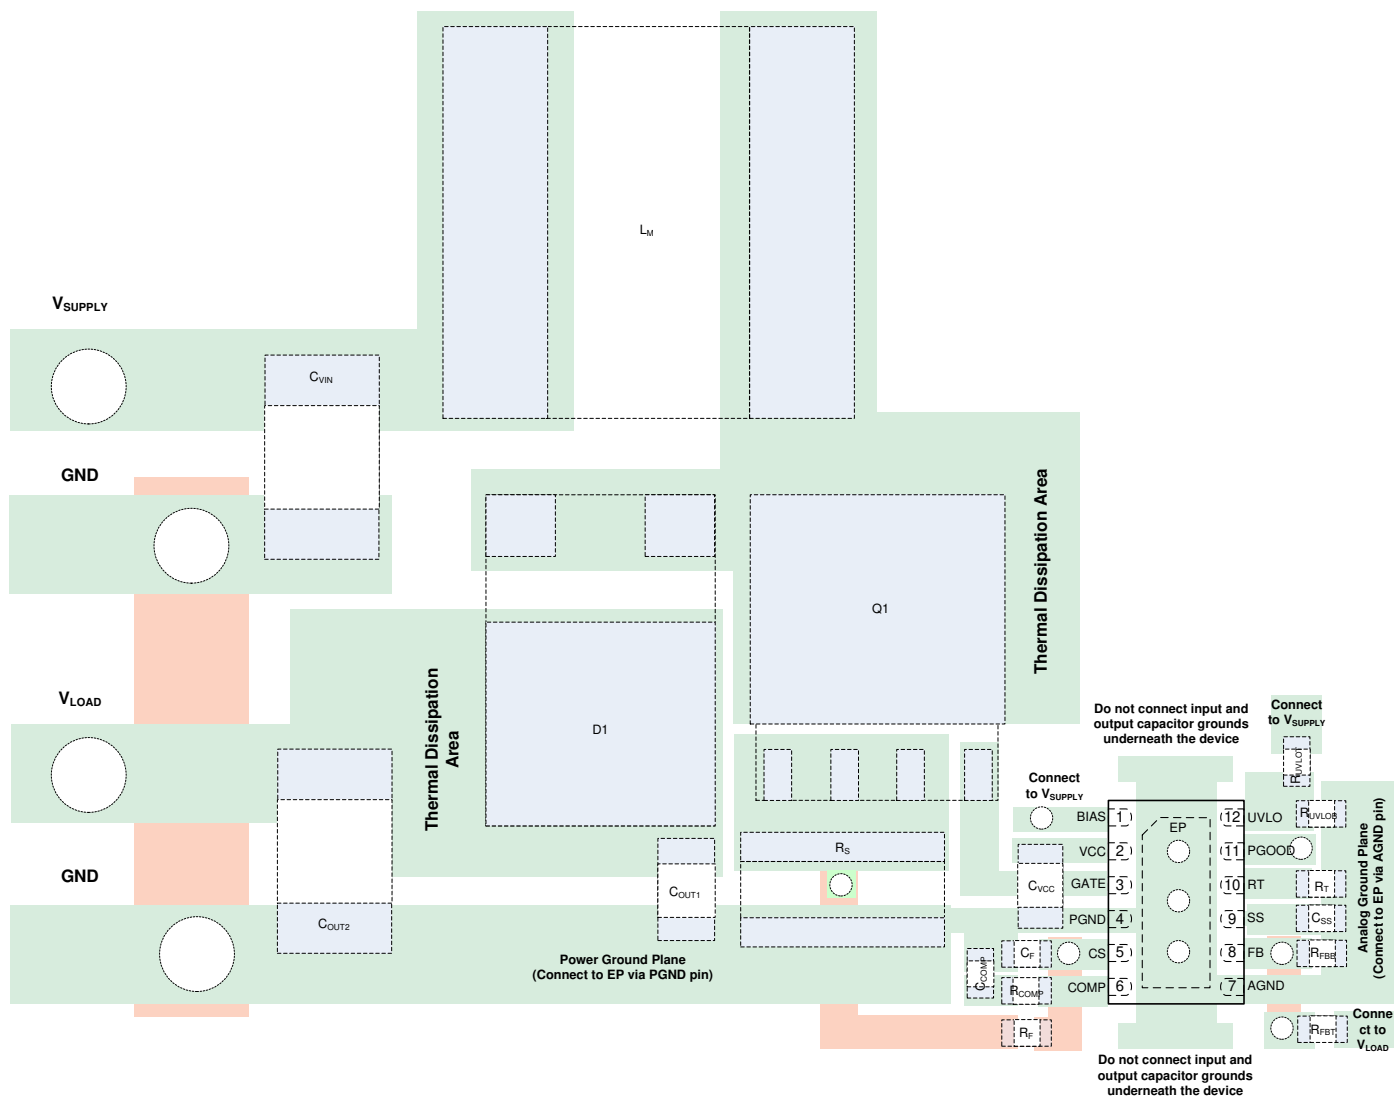 LM
VSUPPLY
CVIN
GND
Thermal Dissipation Area
Q1
VLOAD
Thermal Dissipation
Area
D1
Do not connect input and
output capacitor grounds
underneath the device
Connect
to VSUPPLY
RUVLOT
Connect
to VSUPPLY
BIAS
1
EP
12
UVLO
RUVLOB
VCC
2
11
PGOOD
RS
GND
COUT1
CVCC
GATE
3
10
RT
RT
COUT2
PGND
4
9
SS
CSS
Analog Ground Plane
(Connect to EP via AGND pin)
Power Ground Plane
(Connect to EP via PGND pin)
CF
CS
5
8
FB
RFBB
CCOMP
RCOMP
COMP
6
7
AGND
RF
RFBT
Conne
ct to
VLOAD
Do not connect input and
output capacitor grounds
underneath the device